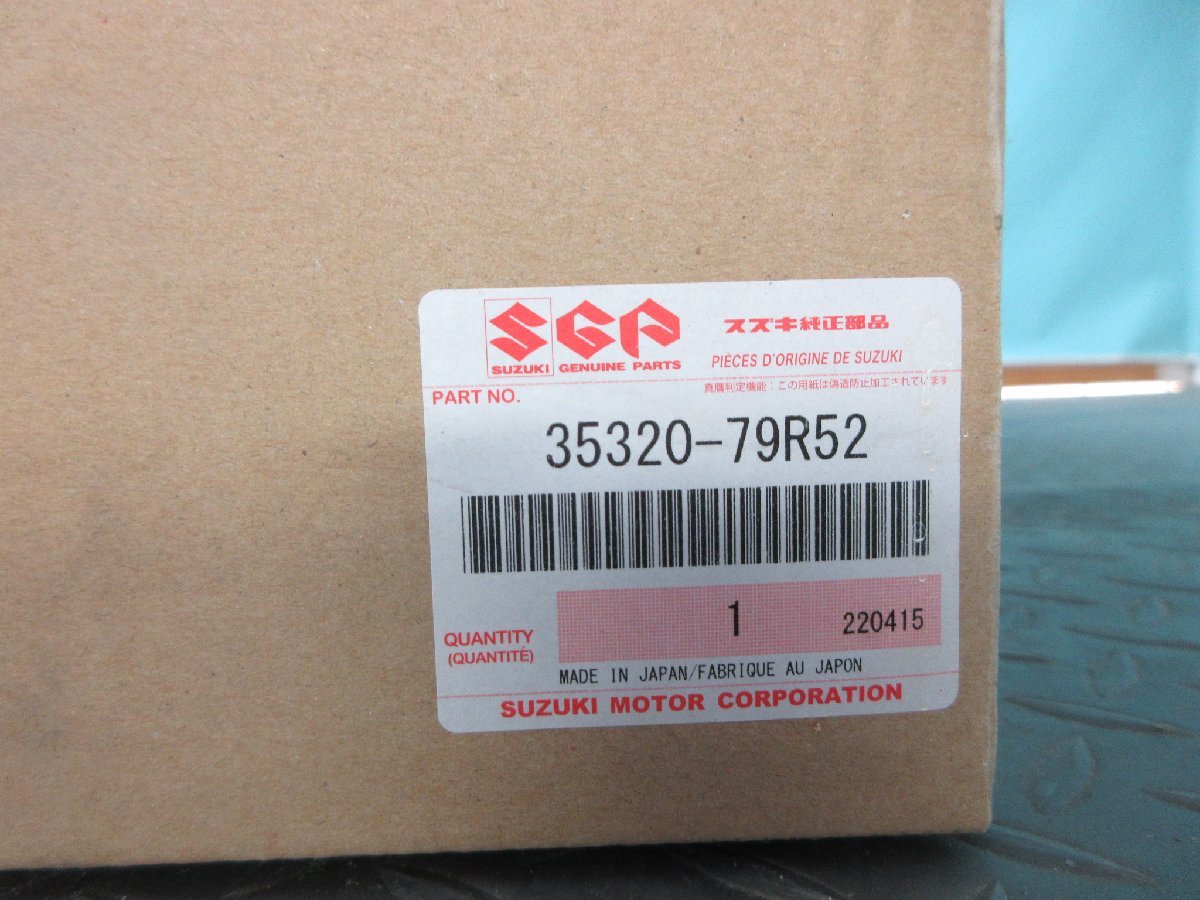 SGP スズキ純正部品
SUZUKI GENUINE PARTS PIÈCES D'ORIGINE DE SUZUKI
真贋判定機能：この用紙は偽造防止加工されています
PART NO.
35320-79R52
1 220415
QUANTITY
(QUANTITÉ)
MADE IN JAPAN/FABRIQUE AU JAPON
SUZUKI MOTOR CORPORATION